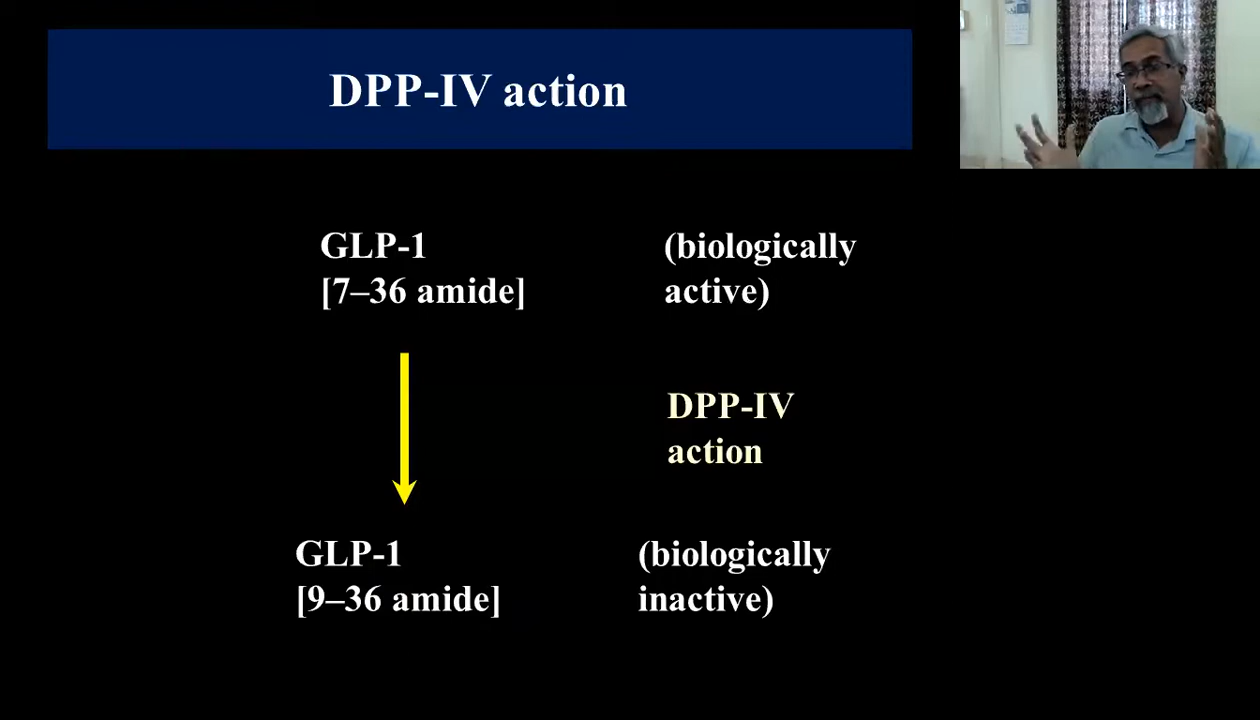 DPP-IV action
GLP-1
[7–36 amide]
(biologically
active)
DPP-IV
action
GLP-1
[9–36 amide]
(biologically
inactive)